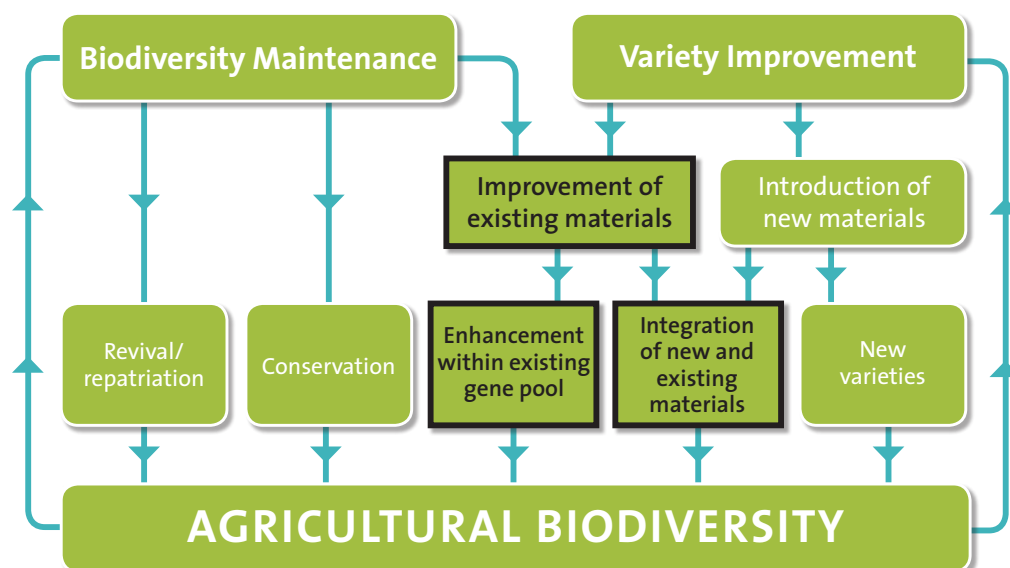 Biodiversity Maintenance
Variety Improvement
Improvement of
existing materials
Introduction of
new materials
Revival/
repatriation
Conservation
Enhancement
within existing
gene pool
Integration
of new and
existing
materials
New
varieties
AGRICULTURAL BIODIVERSITY